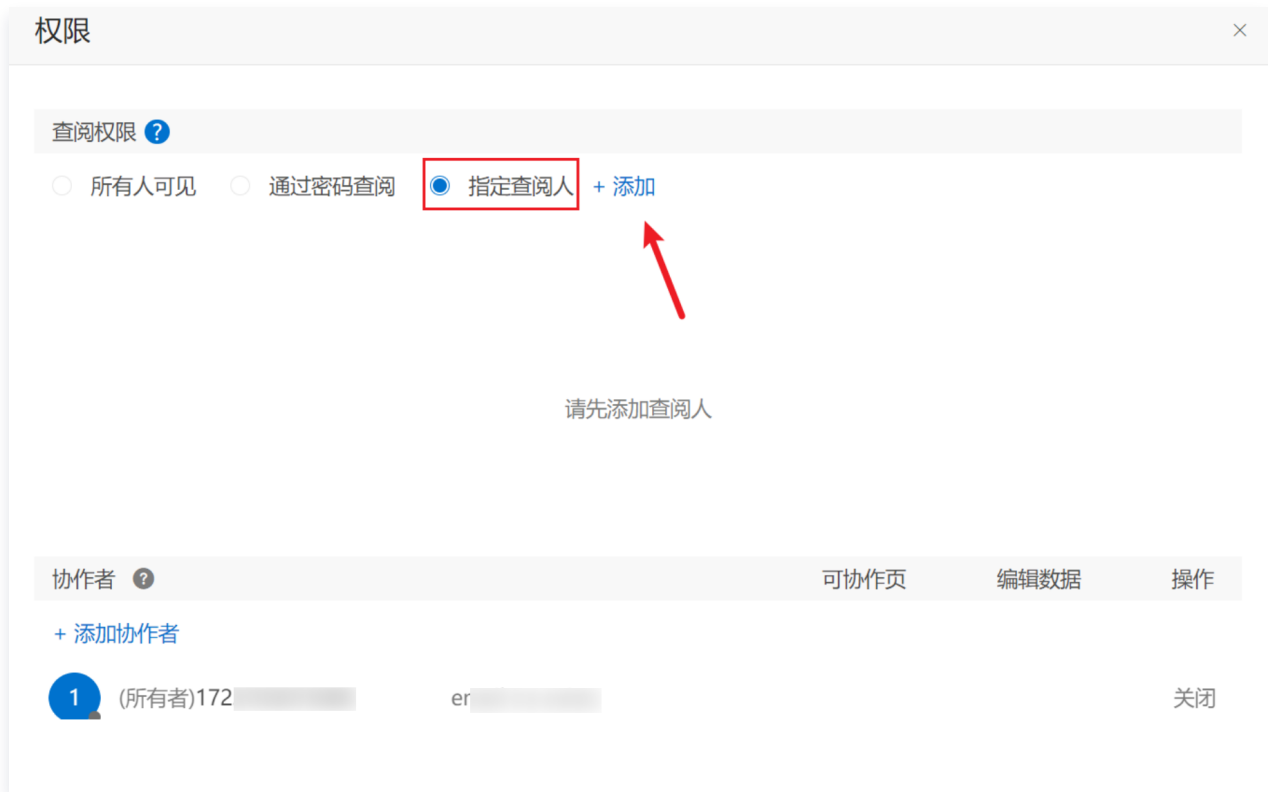 权限
查阅权限 ?
所有人可见 通过密码查阅 指定查阅人 + 添加
请先添加查阅人
协作者 ? 可协作页 编辑数据 操作
+ 添加协作者
1 (所有者)172 er 关闭